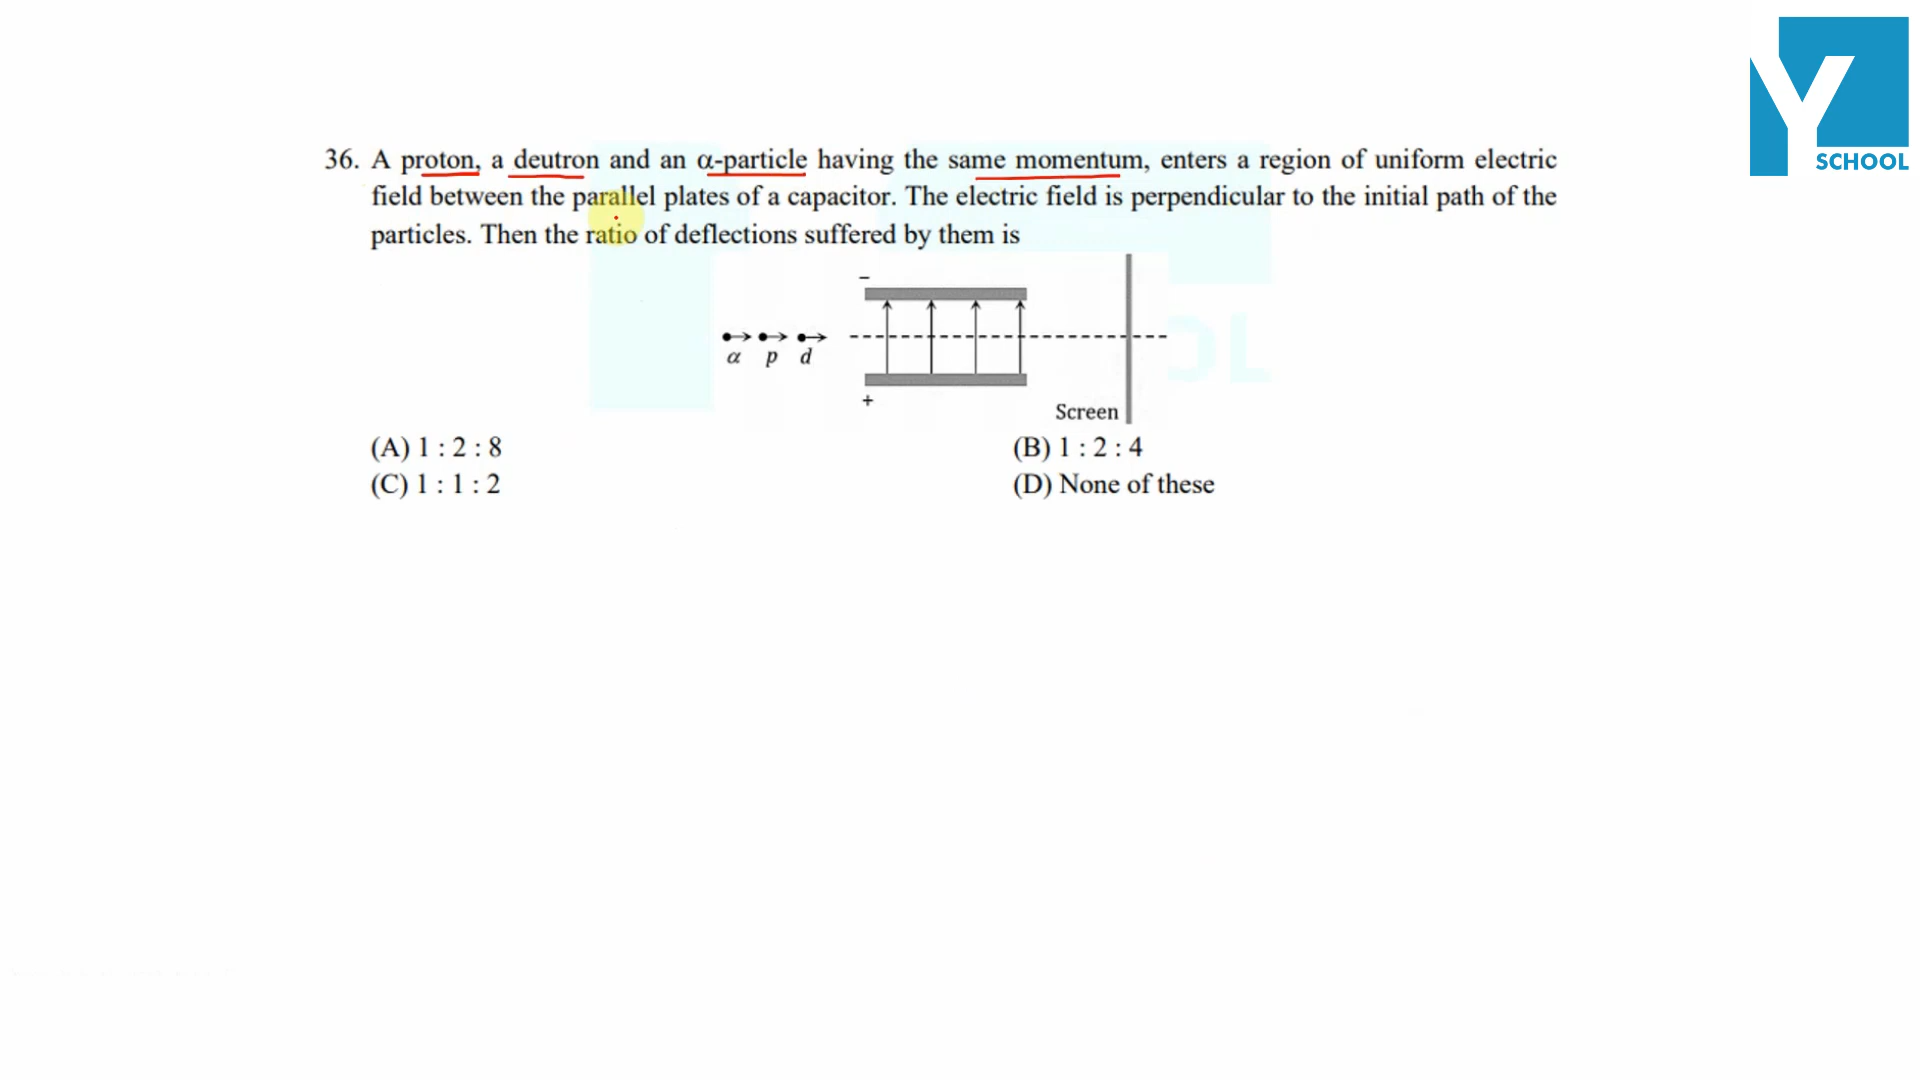 Y
SCHOOL
36. A proton, a deutron and an α-particle having the same momentum, enters a region of uniform electric
field between the parallel plates of a capacitor. The electric field is perpendicular to the initial path of the
particles. Then the ratio of deflections suffered by them is
−
α p d
+
Screen
(A) 1 : 2 : 8 (B) 1 : 2 : 4
(C) 1 : 1 : 2 (D) None of these